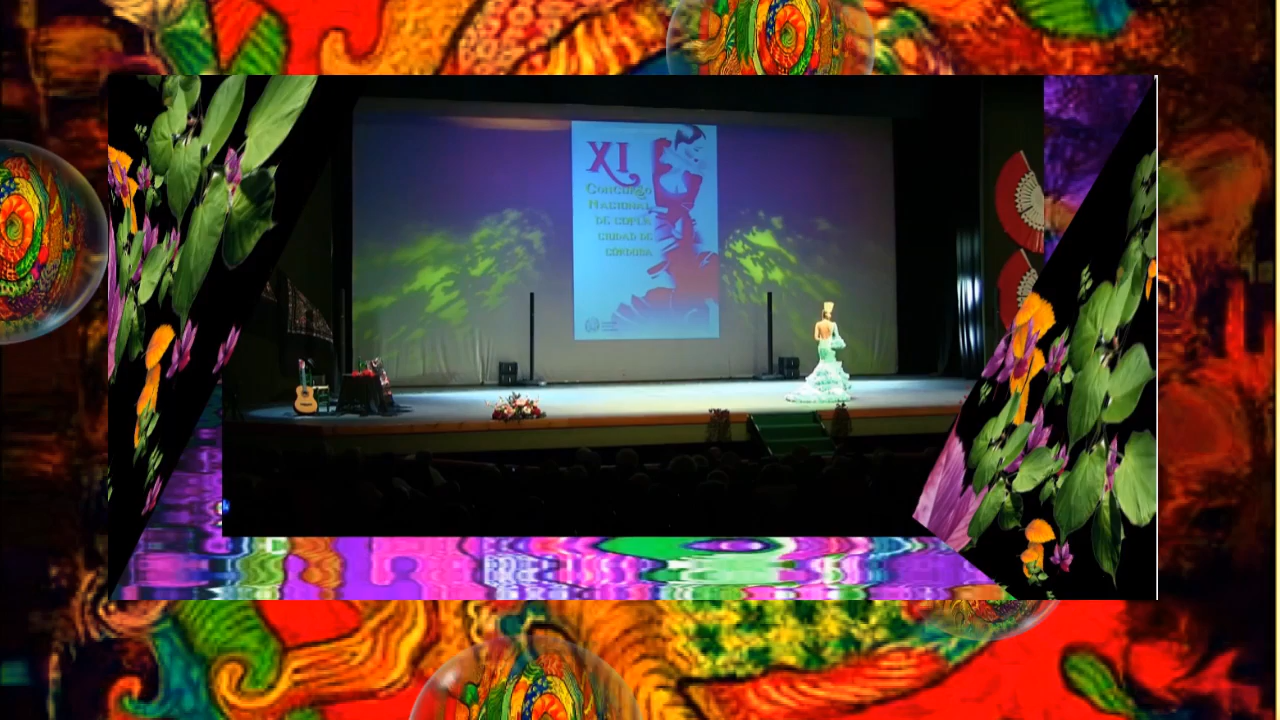 XI
Concurso
Nacional
de Copla
Ciudad de
Córdoba